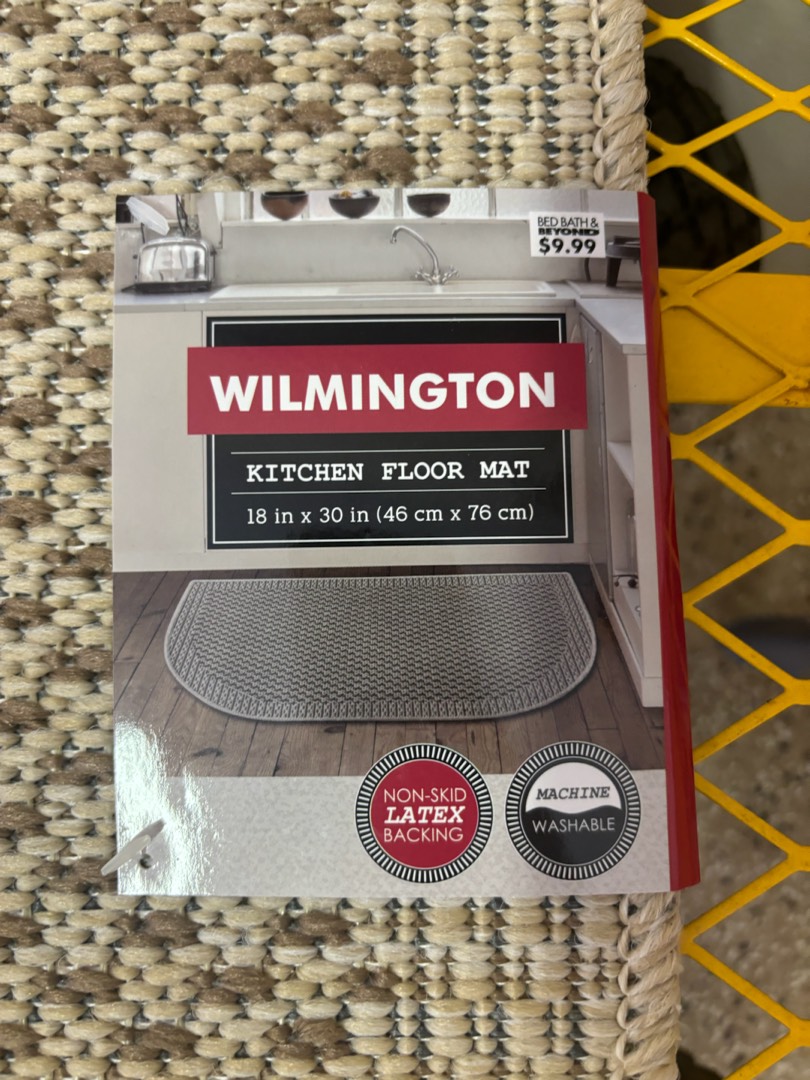 BED BATH &
BEYOND
$9.99
WILMINGTON
KITCHEN FLOOR MAT
18 in x 30 in (46 cm x 76 cm)
NON-SKID
LATEX
BACKING
MACHINE
WASHABLE